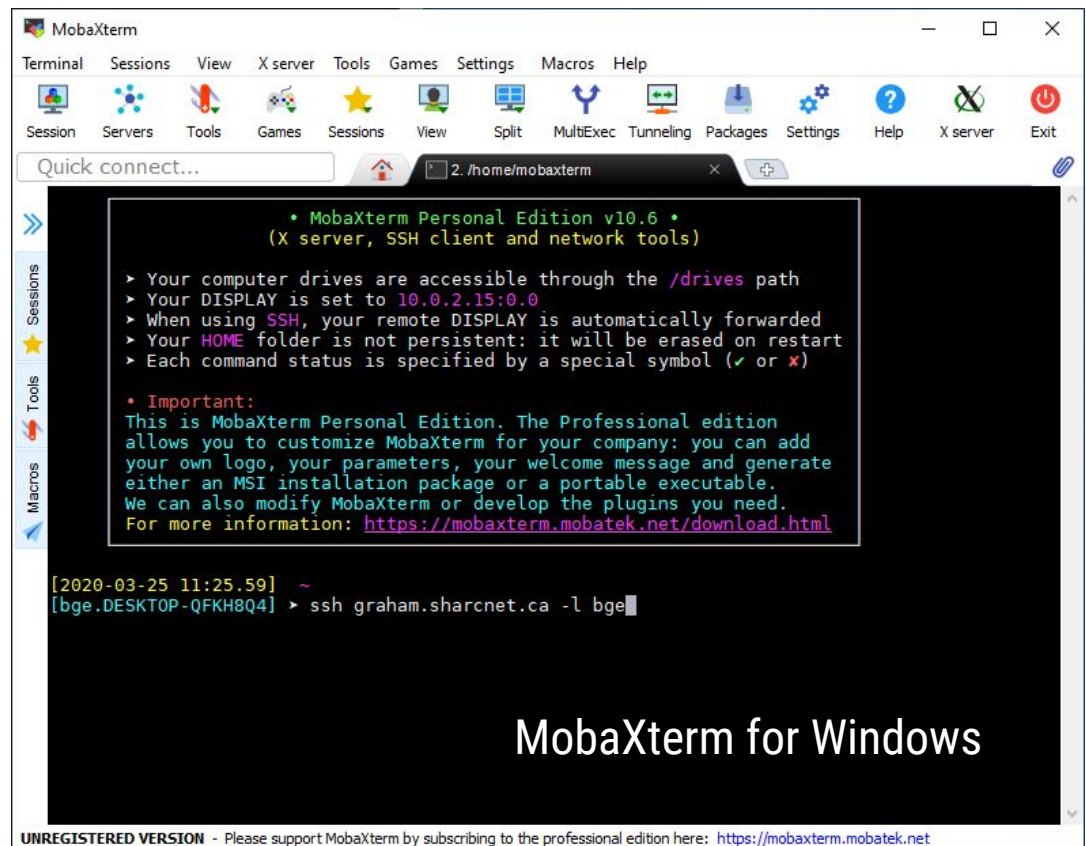 MobaXterm
Terminal Sessions View X server Tools Games Settings Macros Help
Session Servers Tools Games Sessions View Split MultiExec Tunneling Packages Settings Help X server Exit
Quick connect...
2. /home/mobaxterm
Sessions
Tools
Macros
• MobaXterm Personal Edition v10.6 •
(X server, SSH client and network tools)
➤ Your computer drives are accessible through the /drives path
➤ Your DISPLAY is set to 10.0.2.15:0.0
➤ When using SSH, your remote DISPLAY is automatically forwarded
➤ Your HOME folder is not persistent: it will be erased on restart
➤ Each command status is specified by a special symbol (✔ or ✘)
• Important:
This is MobaXterm Personal Edition. The Professional edition
allows you to customize MobaXterm for your company: you can add
your own logo, your parameters, your welcome message and generate
either an MSI installation package or a portable executable.
We can also modify MobaXterm or develop the plugins you need.
For more information: https://mobaxterm.mobatek.net/download.html
[2020-03-25 11:25.59] ~
[bge.DESKTOP-QFKH8Q4] ➤ ssh graham.sharcnet.ca -l bge
MobaXterm for Windows
UNREGISTERED VERSION - Please support MobaXterm by subscribing to the professional edition here: https://mobaxterm.mobatek.net